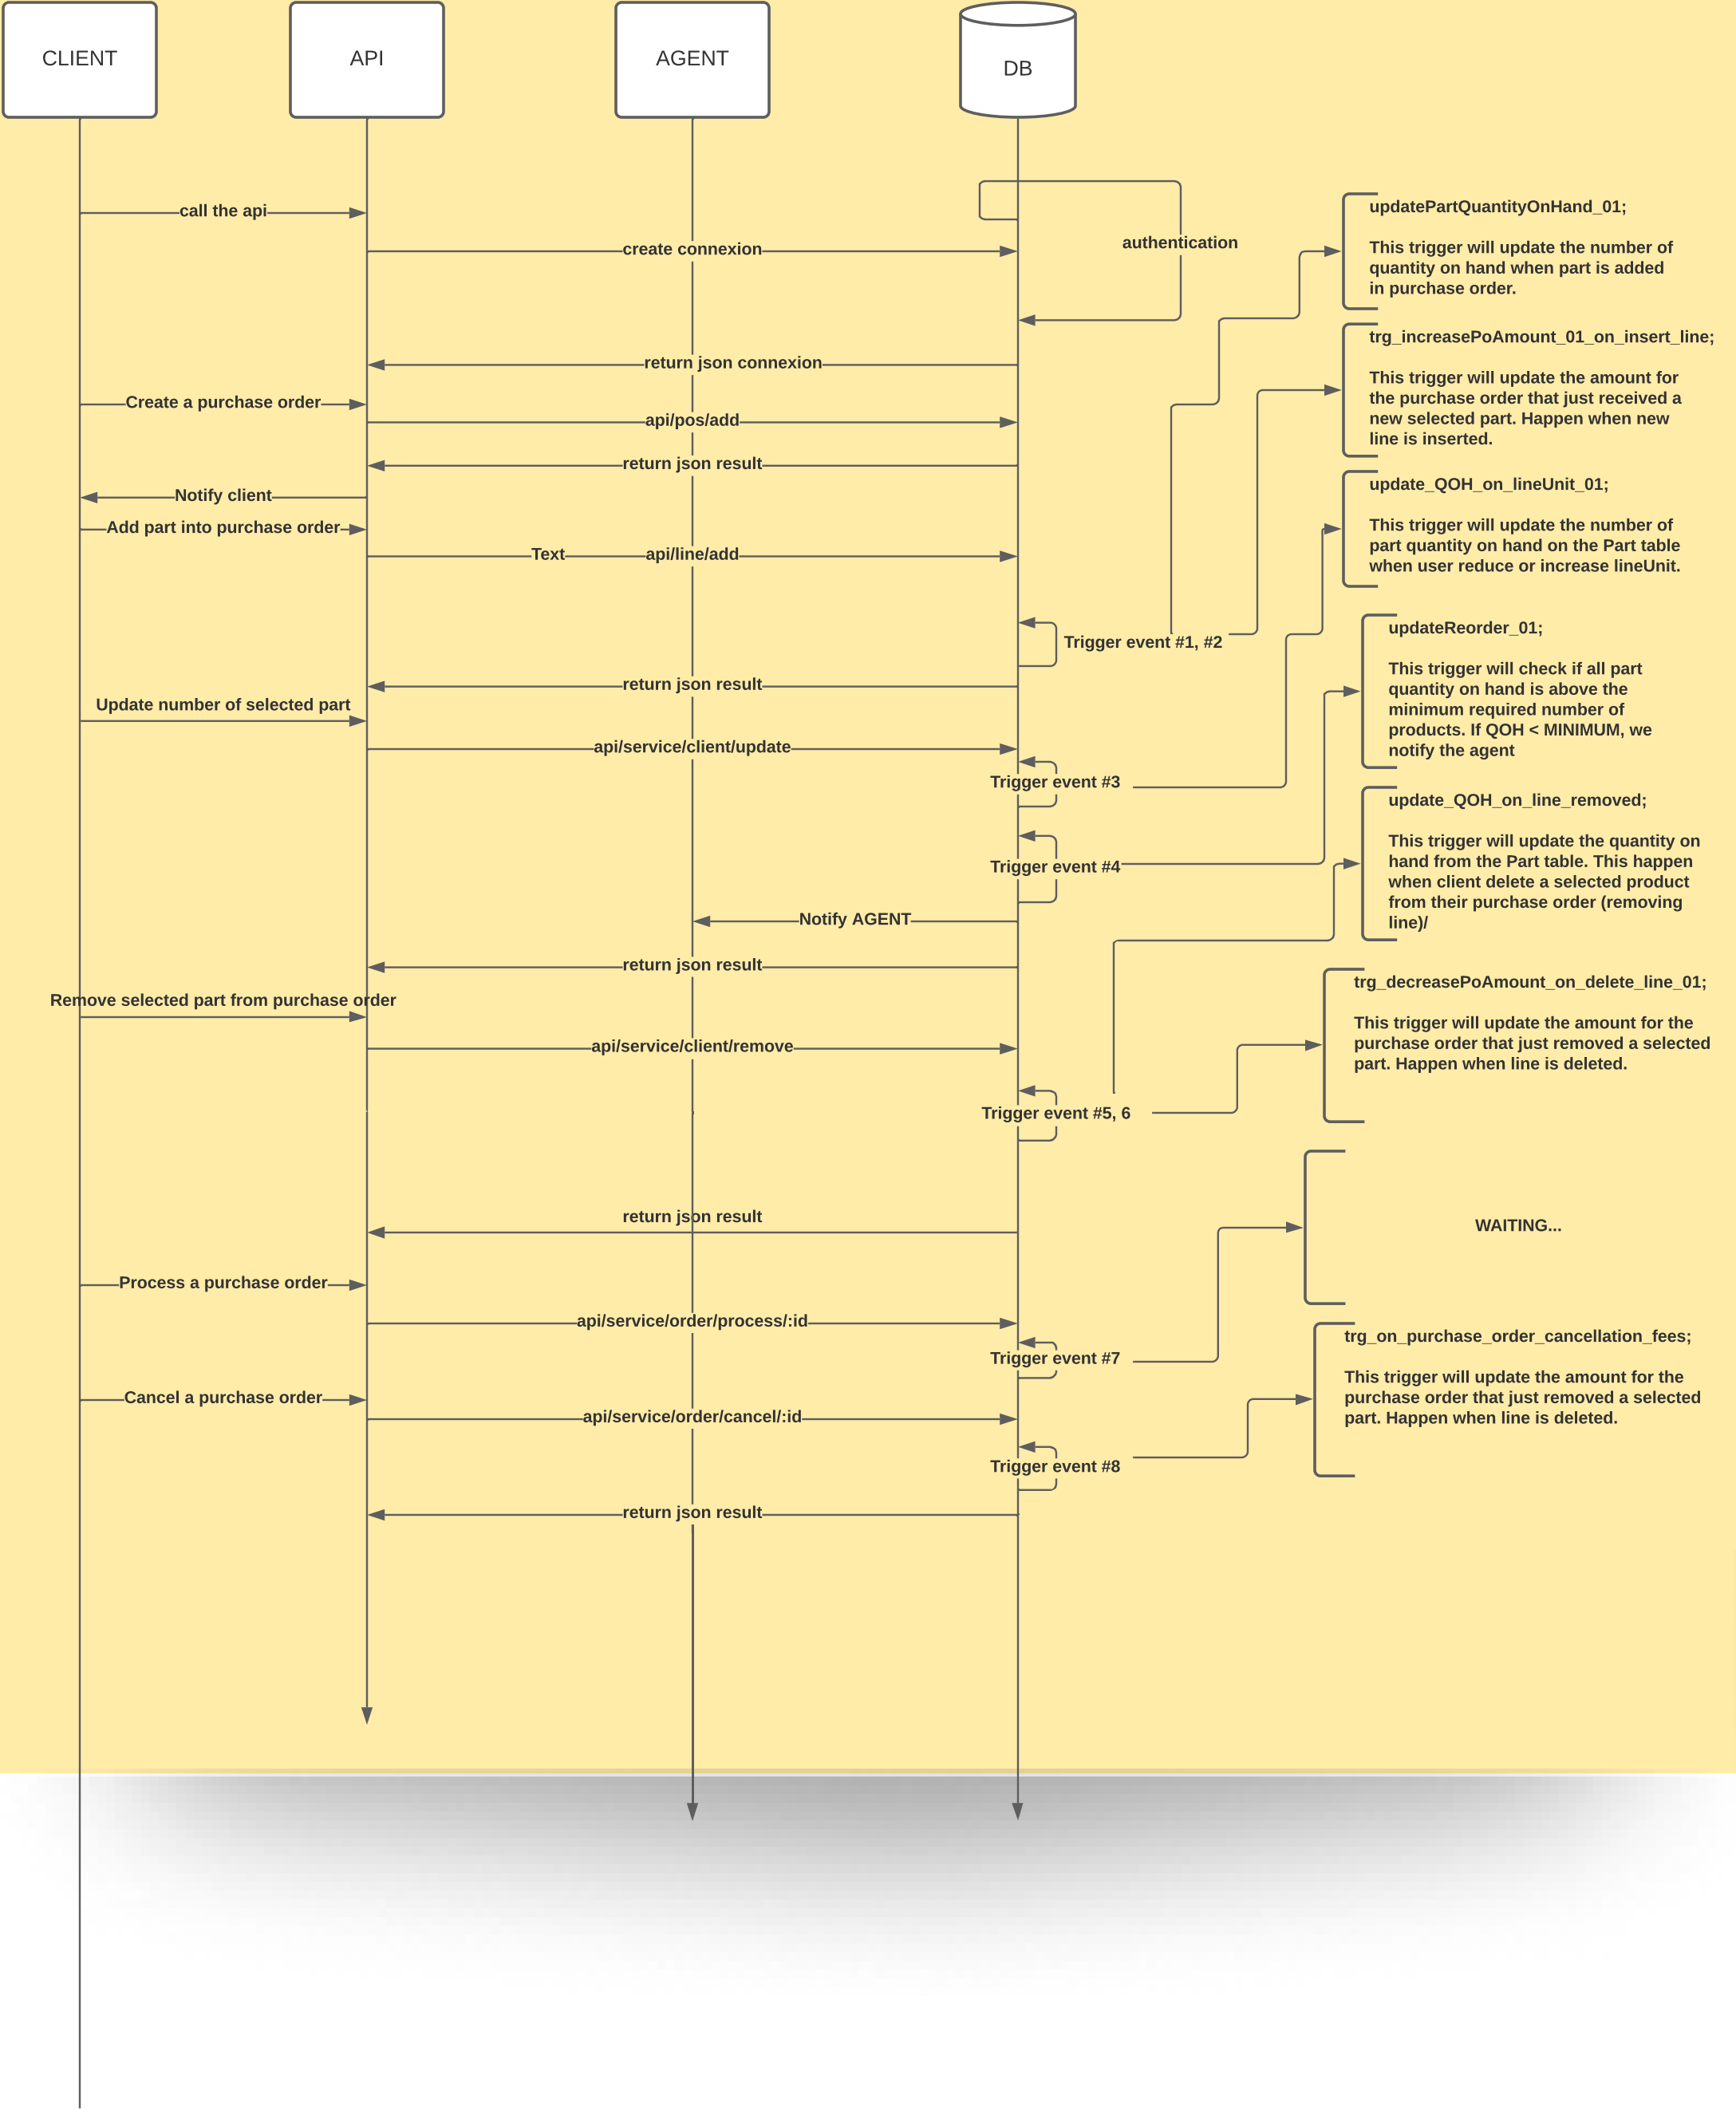 CLIENT
API
AGENT
DB
call the api
create connexion
authentication
return json connexion
Create a purchase order
api/pos/add
return json result
Notify client
Add part into purchase order
Text
api/line/add
Trigger event #1, #2
return json result
Update number of selected part
api/service/client/update
Trigger event #3
Trigger event #4
Notify AGENT
return json result
Remove selected part from purchase order
api/service/client/remove
Trigger event #5, 6
return json result
Process a purchase order
api/service/order/process/:id
Trigger event #7
Cancel a purchase order
api/service/order/cancel/:id
Trigger event #8
return json result
updatePartQuantityOnHand_01;
This trigger will update the number of
quantity on hand when part is added
in purchase order.
trg_increasePoAmount_01_on_insert_line;
This trigger will update the amount for
the purchase order that just received a
new selected part. Happen when new
line is inserted.
update_QOH_on_lineUnit_01;
This trigger will update the number of
part quantity on hand on the Part table
when user reduce or increase lineUnit.
updateReorder_01;
This trigger will check if all part
quantity on hand is above the
minimum required number of
products. If QOH < MINIMUM, we
notify the agent
update_QOH_on_line_removed;
This trigger will update the quantity on
hand from the Part table. This happen
when client delete a selected product
from their purchase order (removing
line)/
trg_decreasePoAmount_on_delete_line_01;
This trigger will update the amount for the
purchase order that just removed a selected
part. Happen when line is deleted.
WAITING...
trg_on_purchase_order_cancellation_fees;
This trigger will update the amount for the
purchase order that just removed a selected
part. Happen when line is deleted.